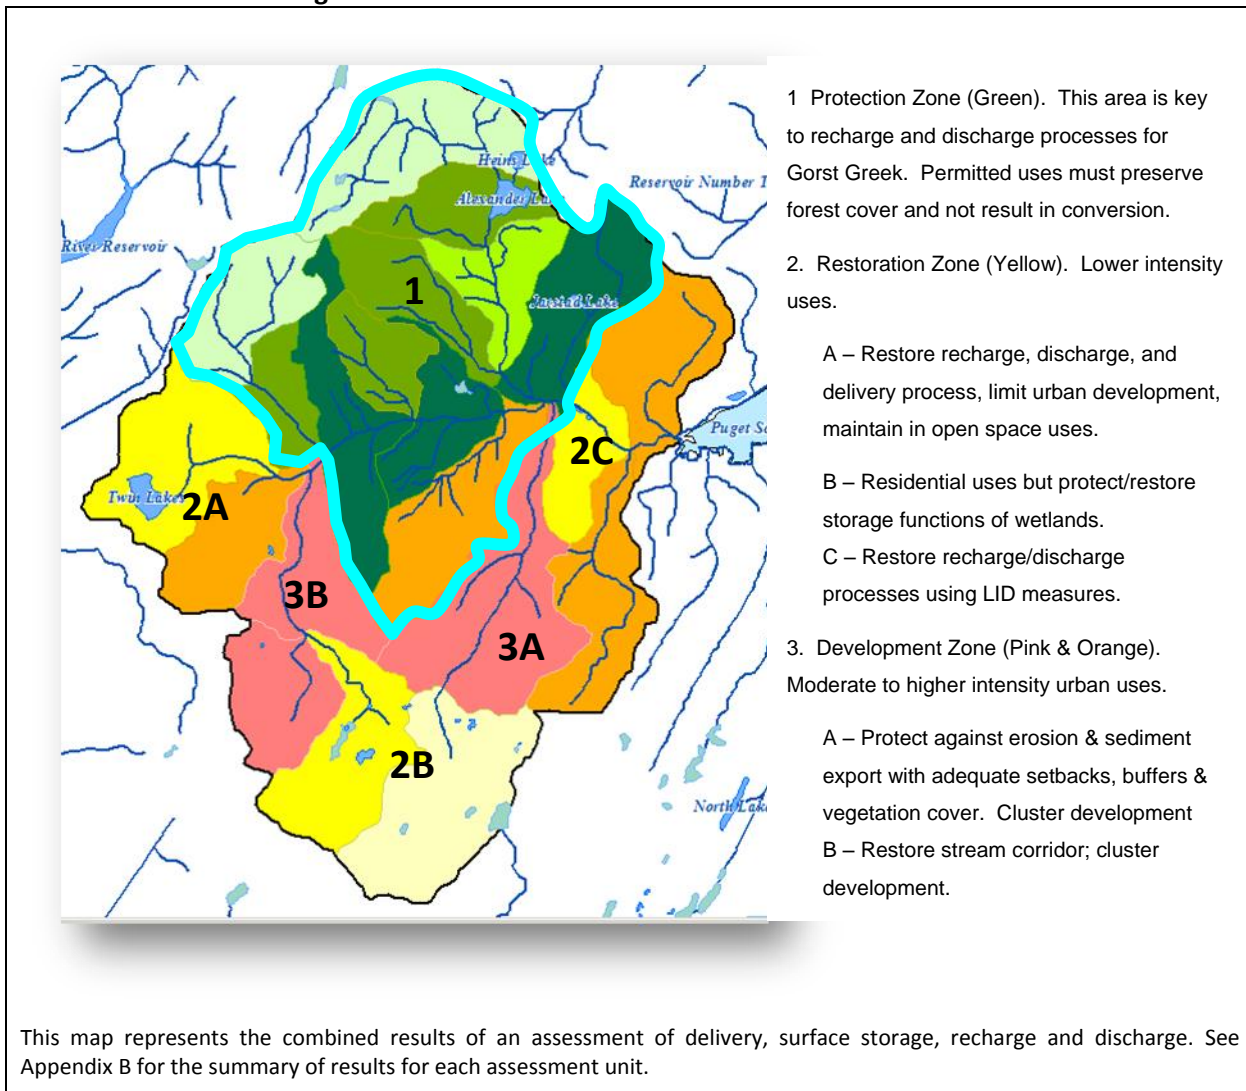 Heins Lake
Reservoir Number 1
Alexander Lake
River Reservoir
1
Jarstad Lake
Puget So
2C
Twin Lakes
2A
3B
3A
2B
North Lak
1 Protection Zone (Green). This area is key
to recharge and discharge processes for
Gorst Greek. Permitted uses must preserve
forest cover and not result in conversion.
2. Restoration Zone (Yellow). Lower intensity
uses.
A – Restore recharge, discharge, and
delivery process, limit urban development,
maintain in open space uses.
B – Residential uses but protect/restore
storage functions of wetlands.
C – Restore recharge/discharge
processes using LID measures.
3. Development Zone (Pink & Orange).
Moderate to higher intensity urban uses.
A – Protect against erosion & sediment
export with adequate setbacks, buffers &
vegetation cover. Cluster development
B – Restore stream corridor; cluster
development.
This map represents the combined results of an assessment of delivery, surface storage, recharge and discharge. See
Appendix B for the summary of results for each assessment unit.